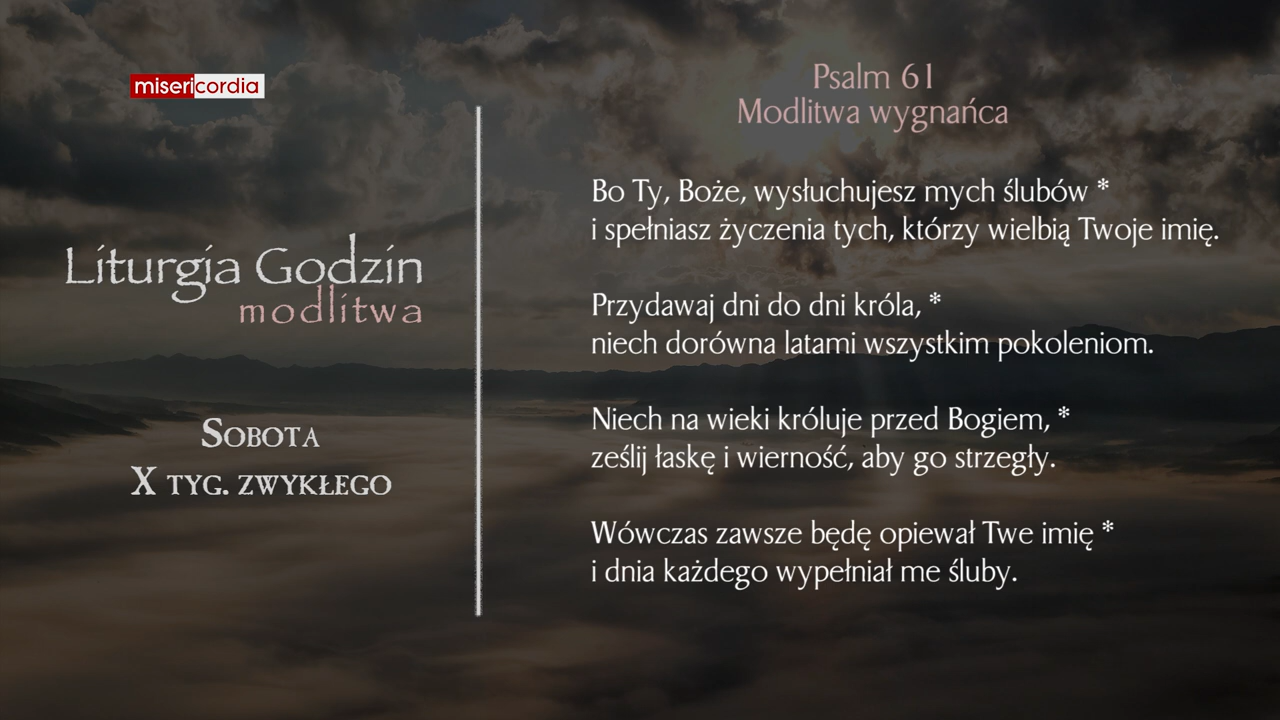 misericordia
Liturgia Godzin
modlitwa
Sobota
X tyg. zwykłego
Psalm 61
Modlitwa wygnańca
Bo Ty, Boże, wysłuchujesz mych ślubów *
i spełniasz życzenia tych, którzy wielbią Twoje imię.
Przydawaj dni do dni króla, *
niech dorówna latami wszystkim pokoleniom.
Niech na wieki króluje przed Bogiem, *
ześlij łaskę i wierność, aby go strzegły.
Wówczas zawsze będę opiewał Twe imię *
i dnia każdego wypełniał me śluby.